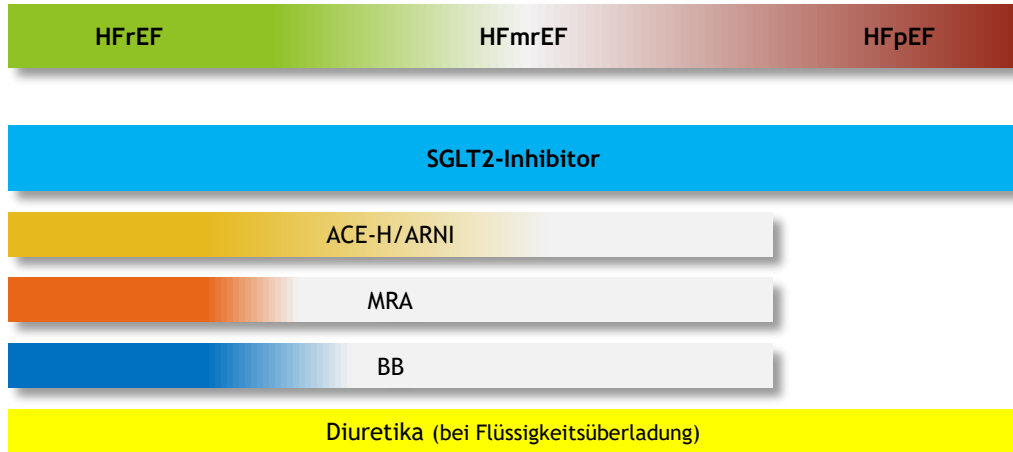 HFrEF HFmrEF HFpEF
SGLT2-Inhibitor
ACE-H/ARNI
MRA
BB
Diuretika (bei Flüssigkeitsüberladung)